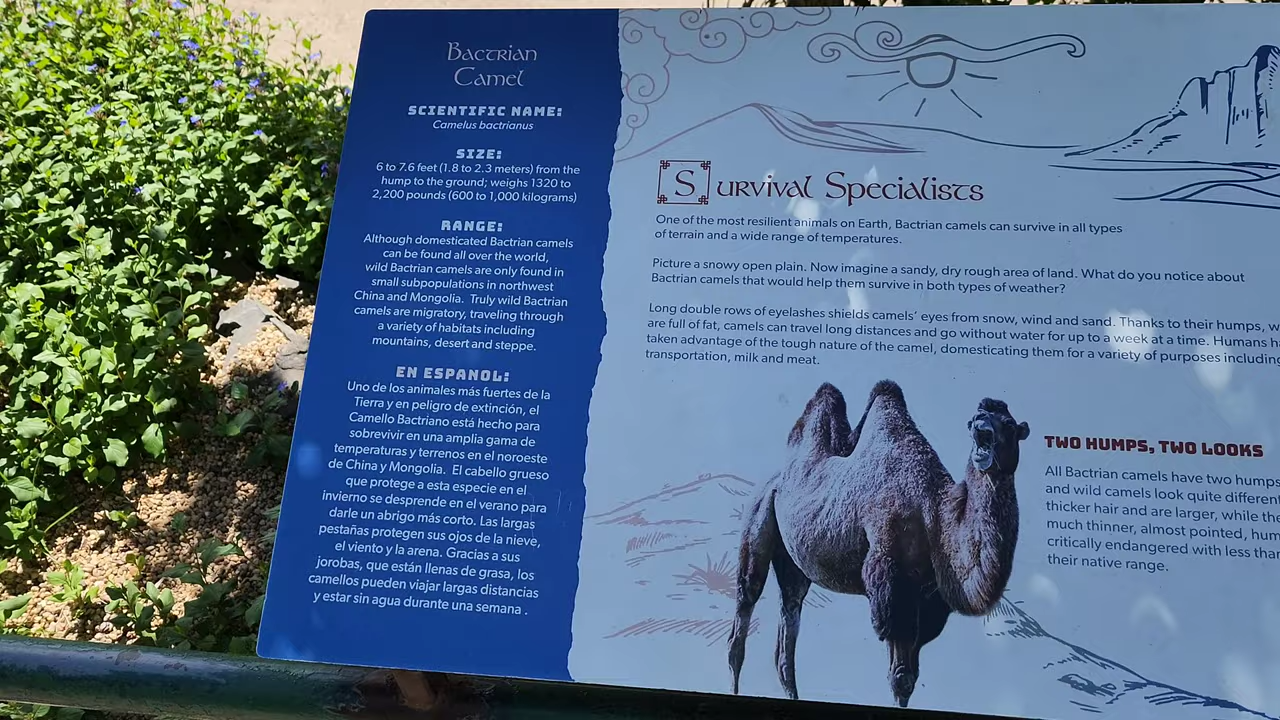 Bactrian
Camel
SCIENTIFIC NAME:
Camelus bactrianus
SIZE:
6 to 7.6 feet (1.8 to 2.3 meters) from the
hump to the ground; weighs 1320 to
2,200 pounds (600 to 1,000 kilograms)
RANGE:
Although domesticated Bactrian camels
can be found all over the world,
wild Bactrian camels are only found in
small subpopulations in northwest
China and Mongolia. Truly wild Bactrian
camels are migratory, traveling through
a variety of habitats including
mountains, desert and steppe.
EN ESPANOL:
Uno de los animales más fuertes de la
Tierra y en peligro de extinción, el
Camello Bactriano está hecho para
sobrevivir en una amplia gama de
temperaturas y terrenos en el noroeste
de China y Mongolia. El cabello grueso
que protege a esta especie en el
invierno se desprende en el verano para
darle un abrigo más corto. Las largas
pestañas protegen sus ojos de la nieve,
el viento y la arena. Gracias a sus
jorobas, que están llenas de grasa, los
camellos pueden viajar largas distancias
y estar sin agua durante una semana .
Survival Specialists
One of the most resilient animals on Earth, Bactrian camels can survive in all types
of terrain and a wide range of temperatures.
Picture a snowy open plain. Now imagine a sandy, dry rough area of land. What do you notice about
Bactrian camels that would help them survive in both types of weather?
Long double rows of eyelashes shields camels' eyes from snow, wind and sand. Thanks to their humps,
are full of fat, camels can travel long distances and go without water for up to a week at a time. Humans
taken advantage of the tough nature of the camel, domesticating them for a variety of purposes including
transportation, milk and meat.
TWO HUMPS, TWO LOOKS
All Bactrian camels have two humps
and wild camels look quite different
thicker hair and are larger, while
much thinner, almost pointed,
critically endangered with less than
their native range.